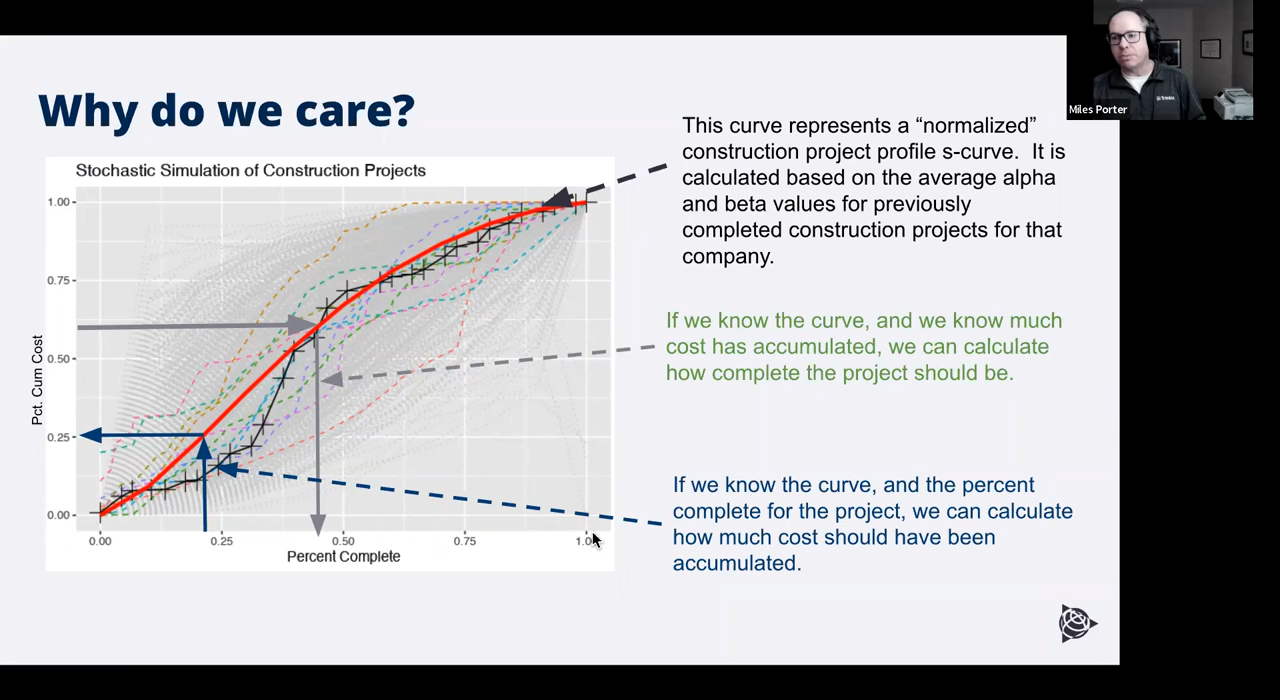 Miles Porter
Why do we care?
Stochastic Simulation of Construction Projects
1.00
0.75
0.50
0.25
0.00
Pct. Cum Cost
0.00
0.25
0.50
0.75
Percent Complete
This curve represents a “normalized”
construction project profile s-curve. It is
calculated based on the average alpha
and beta values for previously
completed construction projects for that
company.
If we know the curve, and we know much
cost has accumulated, we can calculate
how complete the project should be.
If we know the curve, and the percent
complete for the project, we can calculate
how much cost should have been
accumulated.